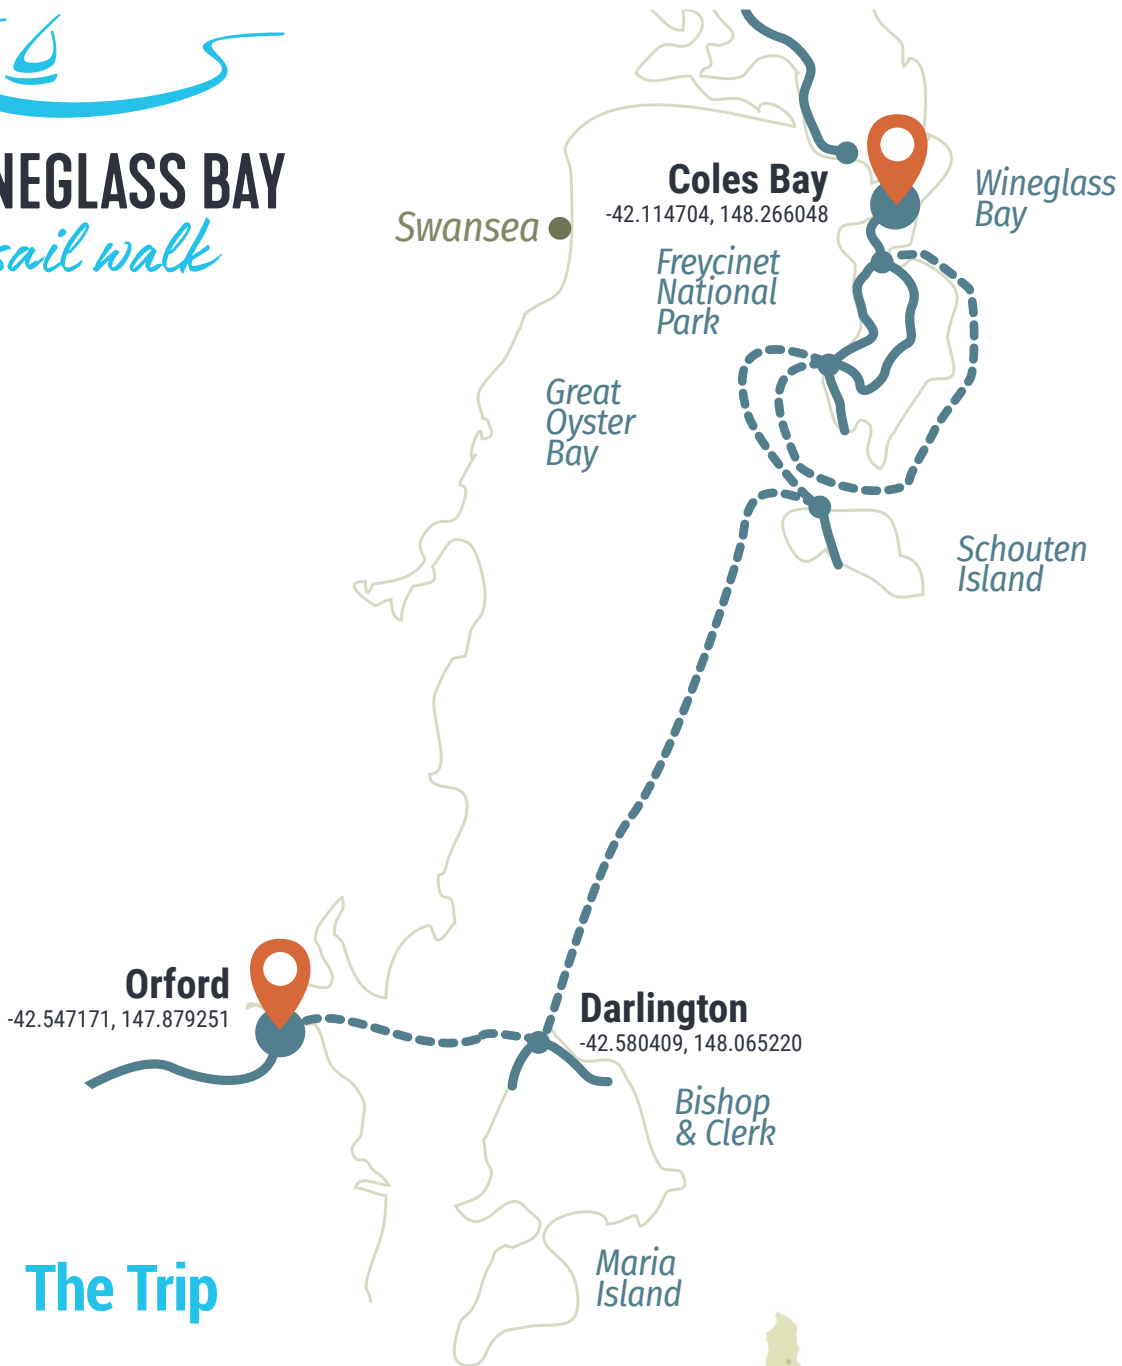 NEGLASS BAY
sail walk
Coles Bay
-42.114704, 148.266048
Wineglass
Bay
Swansea
Freycinet
National
Park
Great
Oyster
Bay
Schouten
Island
Orford
-42.547171, 147.879251
Darlington
-42.580409, 148.065220
Bishop
& Clerk
Maria
Island
The Trip